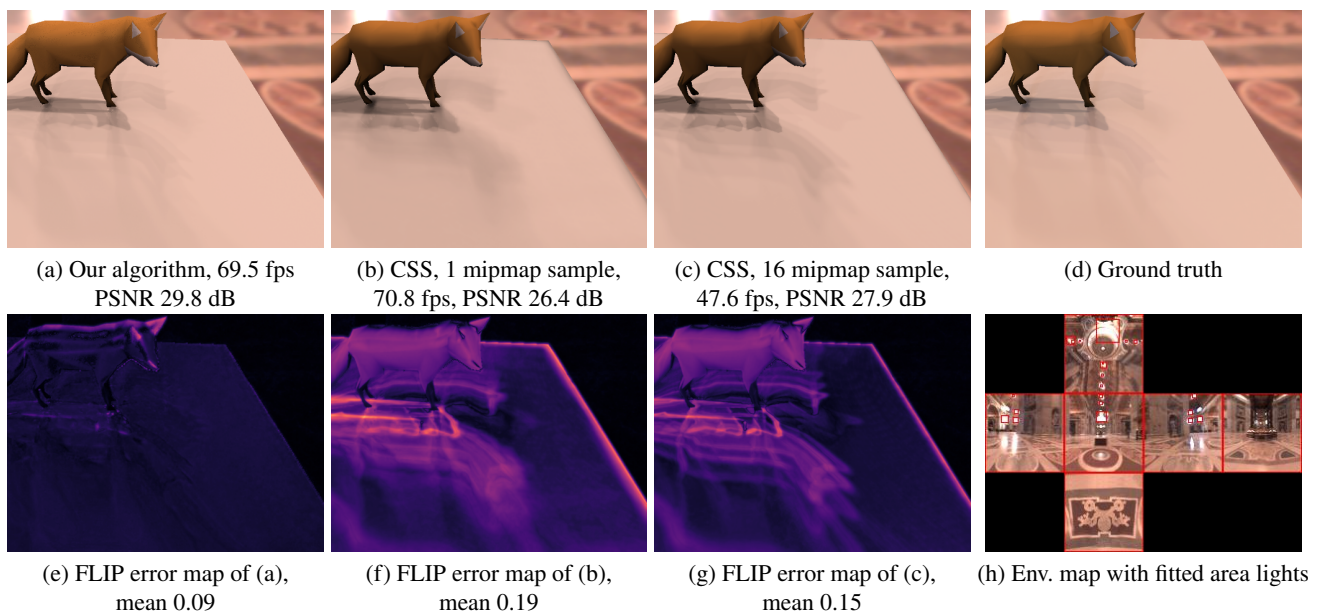 (a) Our algorithm, 69.5 fps
PSNR 29.8 dB
(b) CSS, 1 mipmap sample,
70.8 fps, PSNR 26.4 dB
(c) CSS, 16 mipmap sample,
47.6 fps, PSNR 27.9 dB
(d) Ground truth
(e) FLIP error map of (a),
mean 0.09
(f) FLIP error map of (b),
mean 0.19
(g) FLIP error map of (c),
mean 0.15
(h) Env. map with fitted area lights